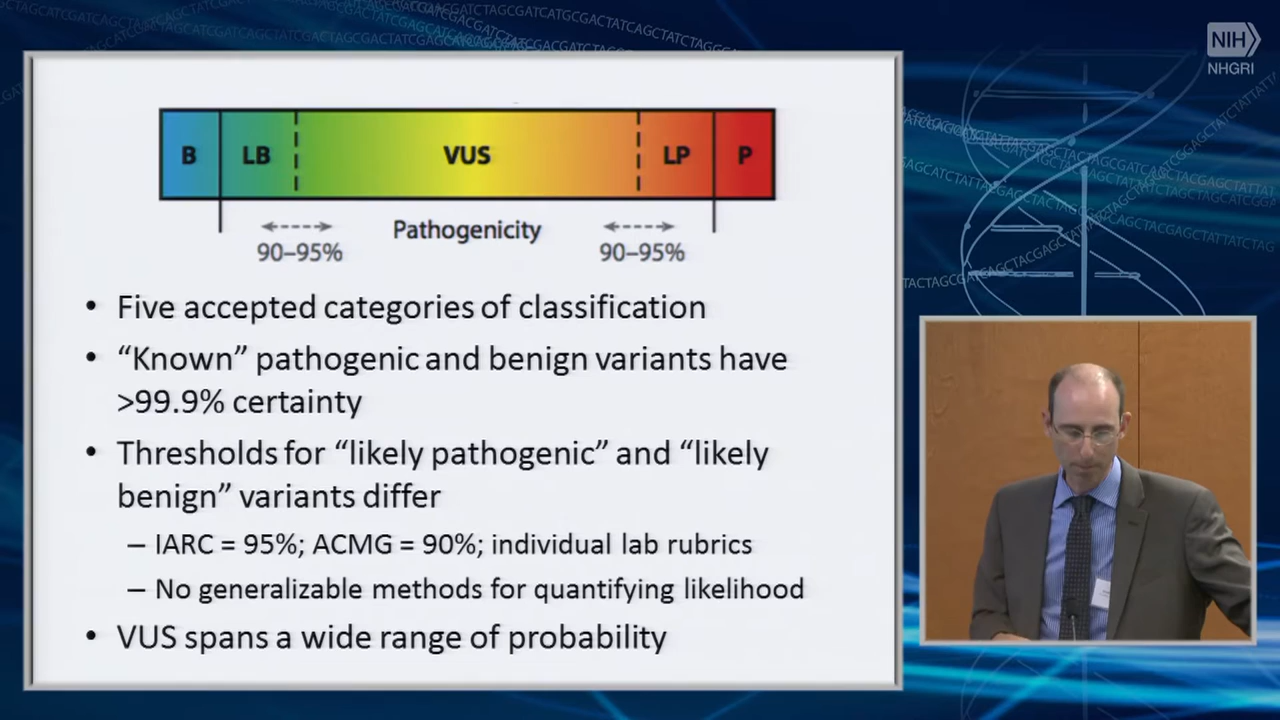 NIH
NHGRI
B LB VUS LP P
Pathogenicity
90–95% 90–95%
• Five accepted categories of classification
• “Known” pathogenic and benign variants have
>99.9% certainty
• Thresholds for “likely pathogenic” and “likely
benign” variants differ
– IARC = 95%; ACMG = 90%; individual lab rubrics
– No generalizable methods for quantifying likelihood
• VUS spans a wide range of probability